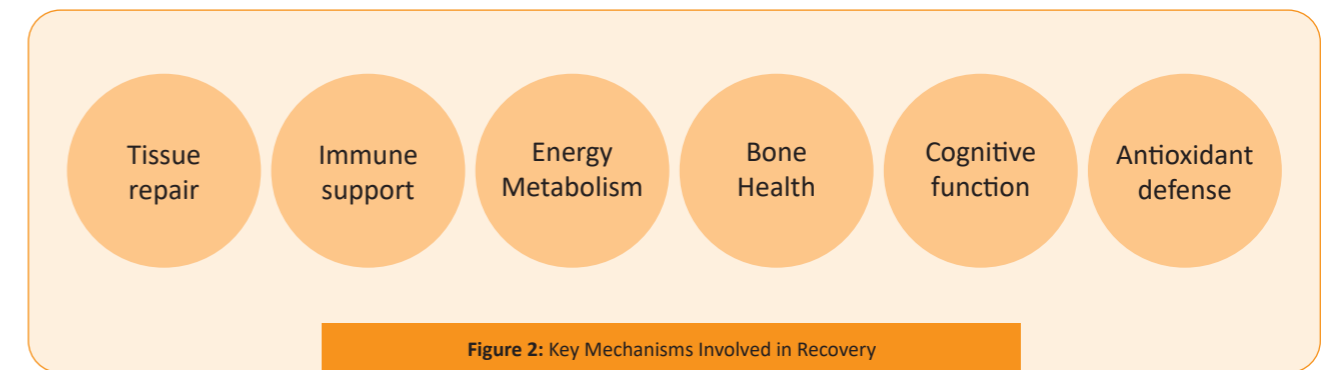 Tissue
repair
Immune
support
Energy
Metabolism
Bone
Health
Cognitive
function
Antioxidant
defense
Figure 2: Key Mechanisms Involved in Recovery